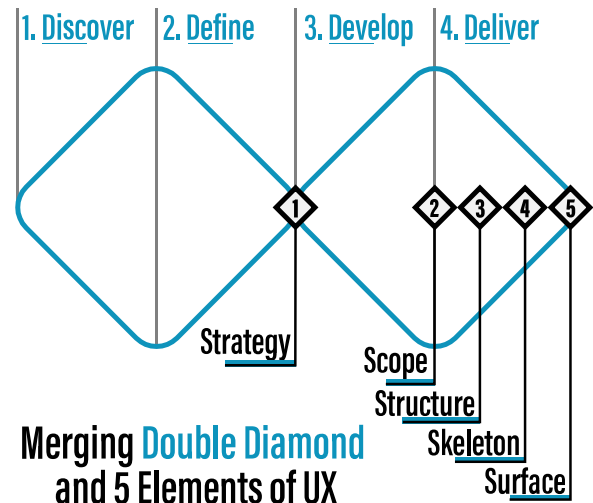 1. Discover 2. Define 3. Develop 4. Deliver
1 2 3 4 5
Strategy
Scope
Structure
Skeleton
Surface
Merging Double Diamond
and 5 Elements of UX